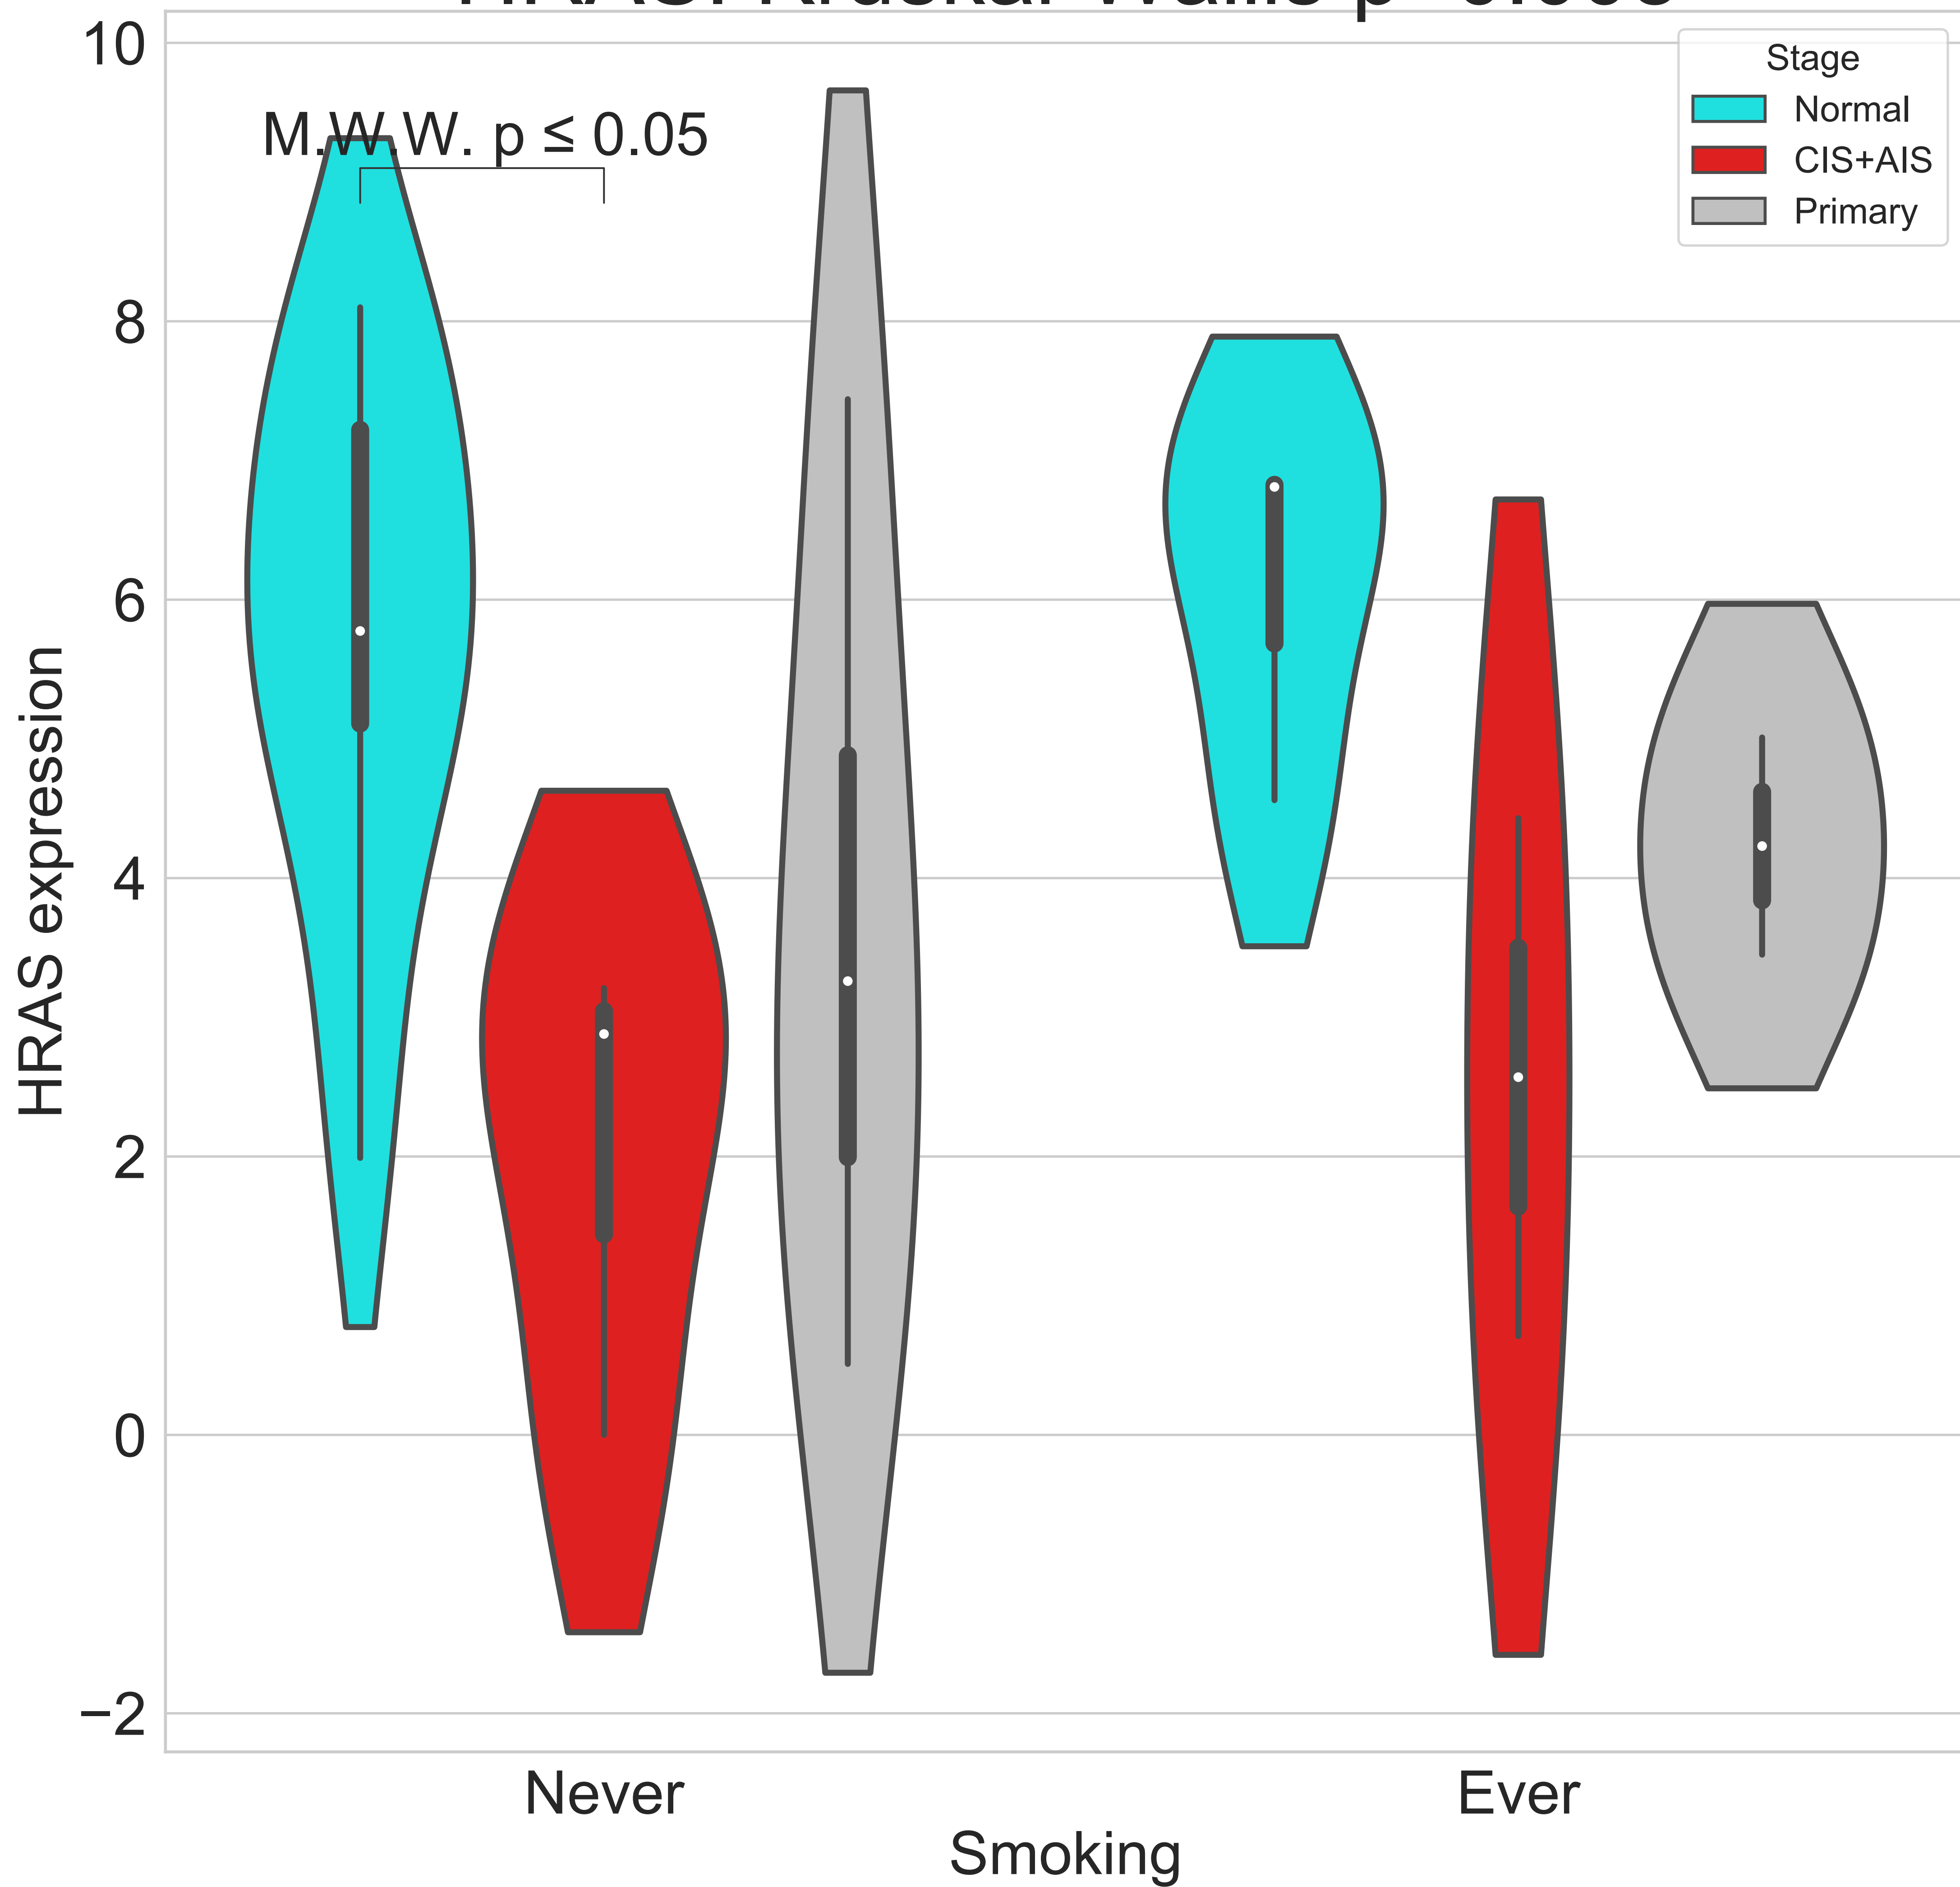 10
M.W.W. p ≤ 0.05
8
6
4
2
0
−2
HRAS expression
Stage
Normal
CIS+AIS
Primary
Never
Ever
Smoking